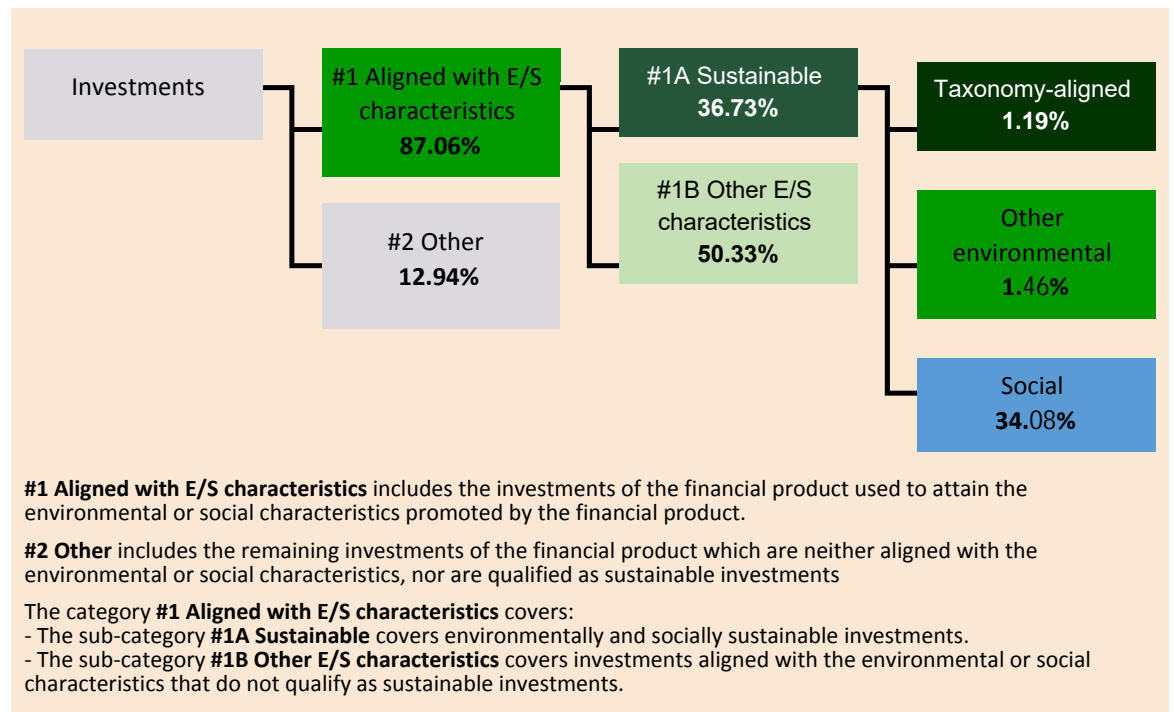 Investments
#1 Aligned with E/S
characteristics
87.06%
#2 Other
12.94%
#1A Sustainable
36.73%
#1B Other E/S
characteristics
50.33%
Taxonomy-aligned
1.19%
Other
environmental
1.46%
Social
34.08%
#1 Aligned with E/S characteristics includes the investments of the financial product used to attain the
environmental or social characteristics promoted by the financial product.
#2 Other includes the remaining investments of the financial product which are neither aligned with the
environmental or social characteristics, nor are qualified as sustainable investments
The category #1 Aligned with E/S characteristics covers:
- The sub-category #1A Sustainable covers environmentally and socially sustainable investments.
- The sub-category #1B Other E/S characteristics covers investments aligned with the environmental or social
characteristics that do not qualify as sustainable investments.